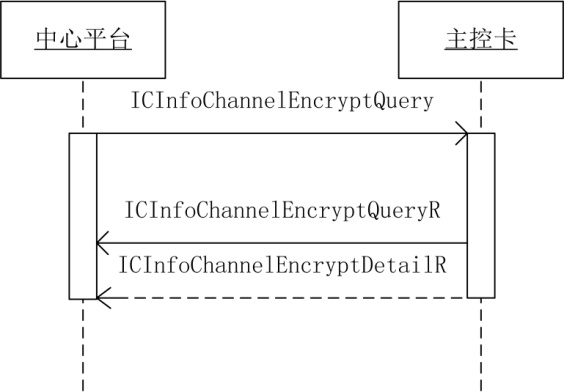 中心平台
主控卡
ICInfoChannelEncryptQuery
ICInfoChannelEncryptQueryR
ICInfoChannelEncryptDetailR